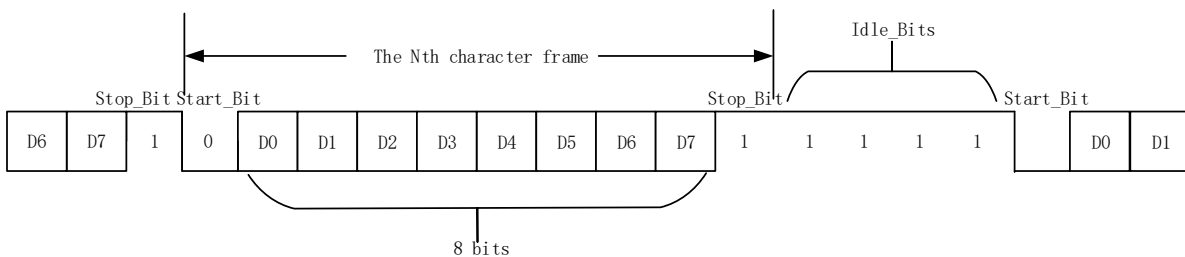 Idle_Bits
The Nth character frame
Stop_Bit Start_Bit Stop_Bit Start_Bit
D6 D7 1 0 D0 D1 D2 D3 D4 D5 D6 D7 1 1 1 1 1 D0 D1
8 bits